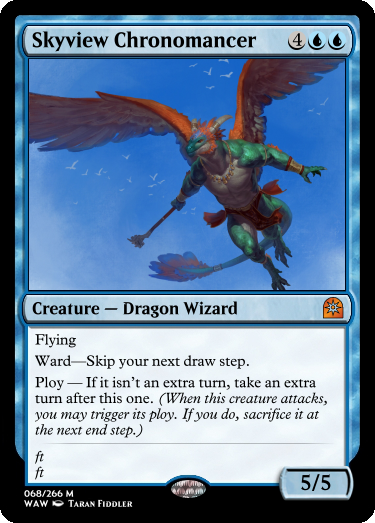 Skyview Chronomancer 4
Creature — Dragon Wizard
Flying
Ward—Skip your next draw step.
Ploy — If it isn't an extra turn, take an extra
turn after this one. (When this creature attacks,
you may trigger its ploy. If you do, sacrifice it at
the next end step.)
ft
ft
5/5
068/266 M
WAW TARAN FIDDLER